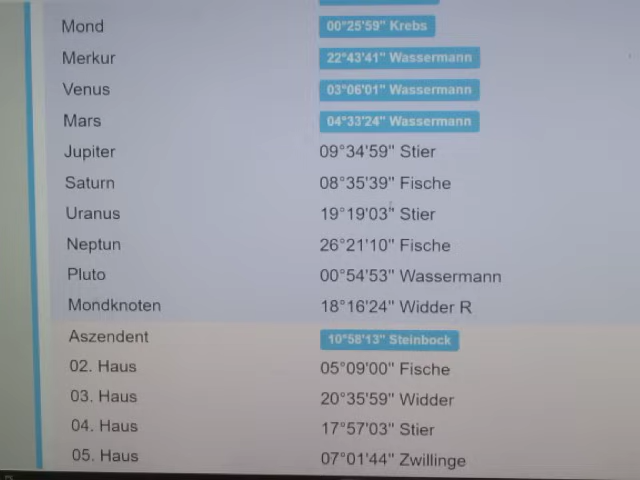 Mond 00°25'59" Krebs
Merkur 22°43'41" Wassermann
Venus 03°06'01" Wassermann
Mars 04°33'24" Wassermann
Jupiter 09°34'59" Stier
Saturn 08°35'39" Fische
Uranus 19°19'03" Stier
Neptun 26°21'10" Fische
Pluto 00°54'53" Wassermann
Mondknoten 18°16'24" Widder R
Aszendent 10°58'13" Steinbock
02. Haus 05°09'00" Fische
03. Haus 20°35'59" Widder
04. Haus 17°57'03" Stier
05. Haus 07°01'44" Zwillinge